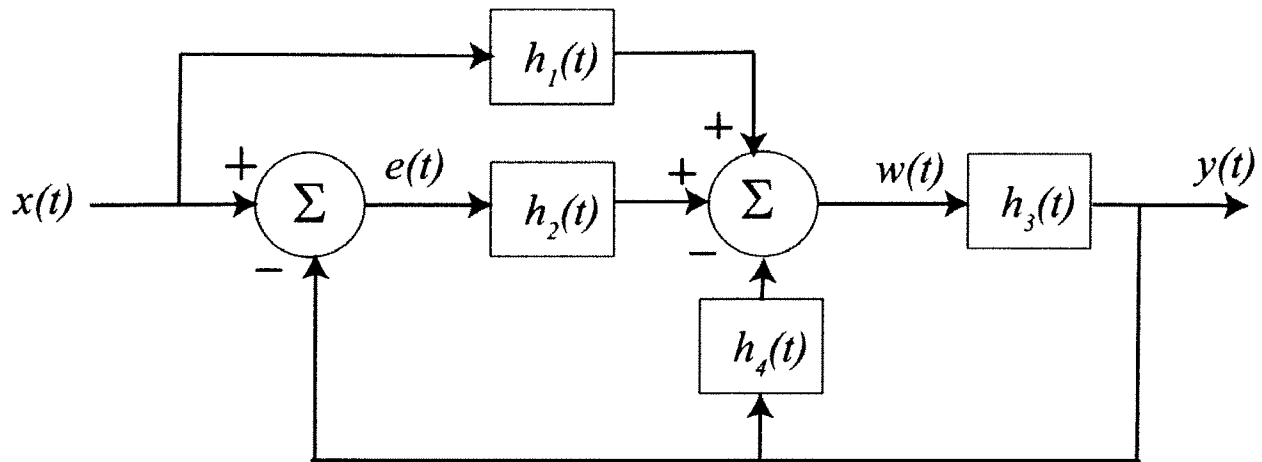 h₁(t)
+
+ e(t) + w(t) y(t)
x(t) Σ h₂(t) Σ h₃(t)
− −
h₄(t)